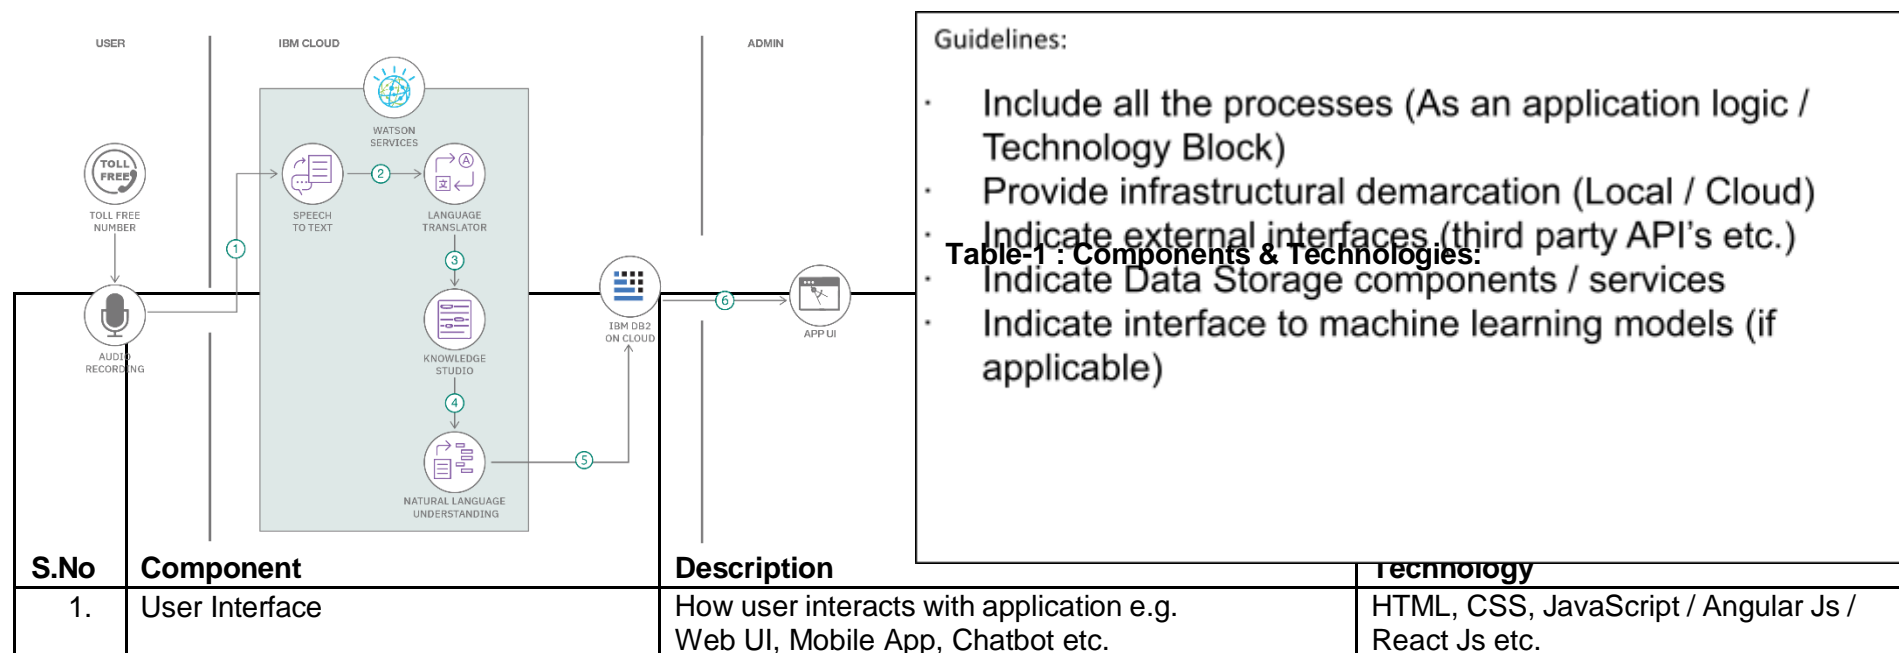 USER
IBM CLOUD
ADMIN
WATSON
SERVICES
TOLL
FREE
TOLL FREE
NUMBER
AUDIO
RECORDING
1
SPEECH
TO TEXT
2
LANGUAGE
TRANSLATOR
3
KNOWLEDGE
STUDIO
4
NATURAL LANGUAGE
UNDERSTANDING
5
IBM DB2
ON CLOUD
6
APP UI
Guidelines:
· Include all the processes (As an application logic /
Technology Block)
· Provide infrastructural demarcation (Local / Cloud)
· Indicate external interfaces (third party API's etc.)
Table-1 : Components & Technologies:
· Indicate Data Storage components / services
· Indicate interface to machine learning models (if
applicable)
S.No Component Description Technology
1. User Interface How user interacts with application e.g. HTML, CSS, JavaScript / Angular Js /
Web UI, Mobile App, Chatbot etc. React Js etc.